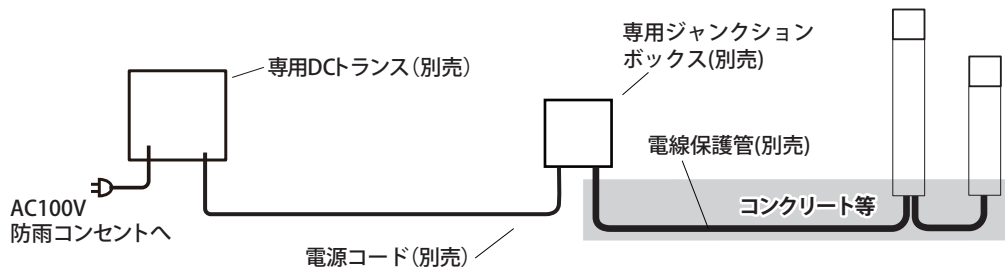 専用ジャンクション
ボックス(別売)
専用DCトランス（別売）
電線保護管(別売)
コンクリート等
AC100V
防雨コンセントへ
電源コード（別売）